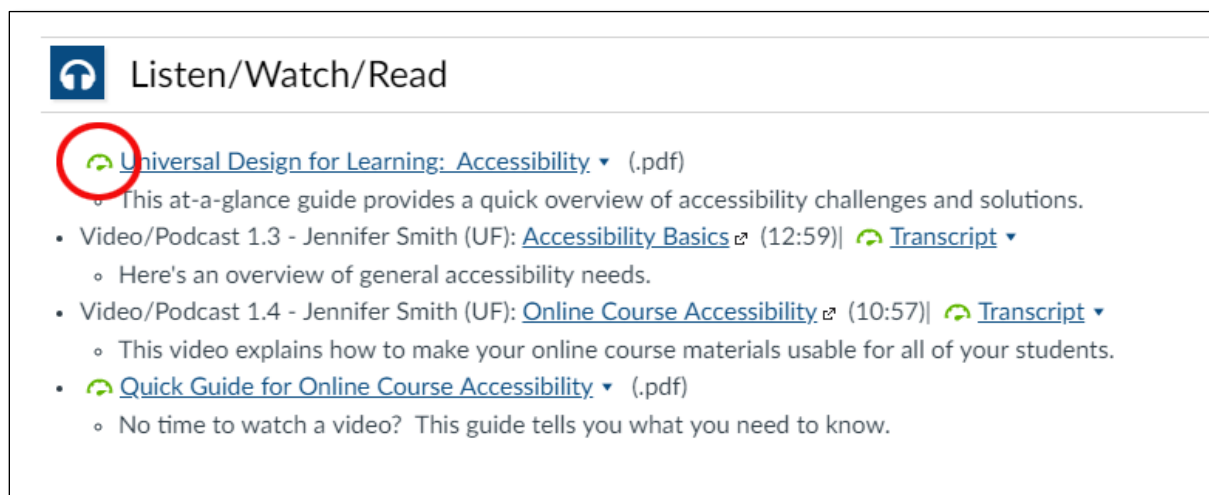 Listen/Watch/Read
Universal Design for Learning:  Accessibility (.pdf)
This at-a-glance guide provides a quick overview of accessibility challenges and solutions.
Video/Podcast 1.3 - Jennifer Smith (UF): Accessibility Basics (12:59)| Transcript
Here's an overview of general accessibility needs.
Video/Podcast 1.4 - Jennifer Smith (UF): Online Course Accessibility (10:57)| Transcript
This video explains how to make your online course materials usable for all of your students.
Quick Guide for Online Course Accessibility (.pdf)
No time to watch a video?  This guide tells you what you need to know.